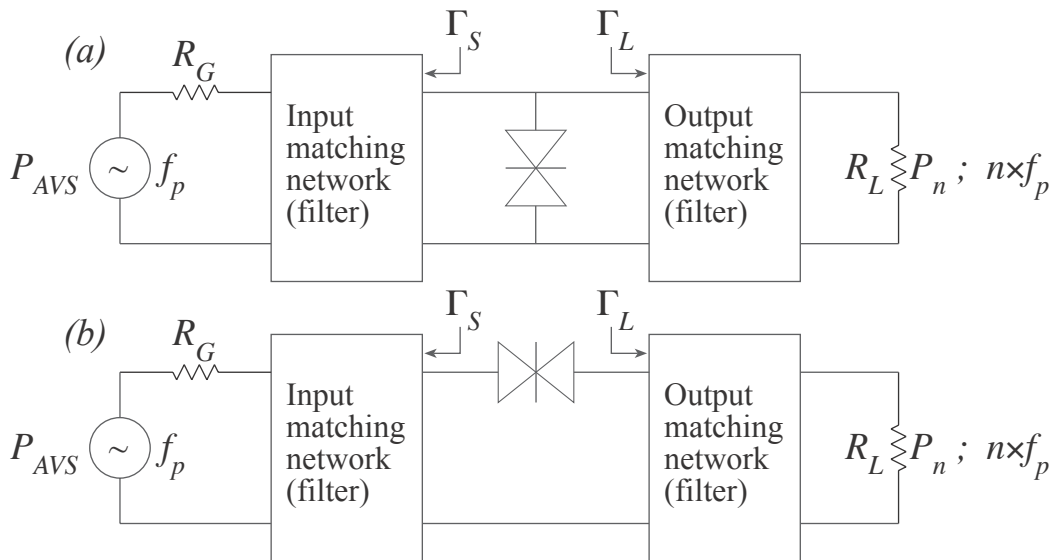 (a)
R_G
Γ_S
Γ_L
P_AVS
~
f_p
Input
matching
network
(filter)
Output
matching
network
(filter)
R_L
P_n ; n×f_p
(b)
R_G
Γ_S
Γ_L
P_AVS
~
f_p
Input
matching
network
(filter)
Output
matching
network
(filter)
R_L
P_n ; n×f_p